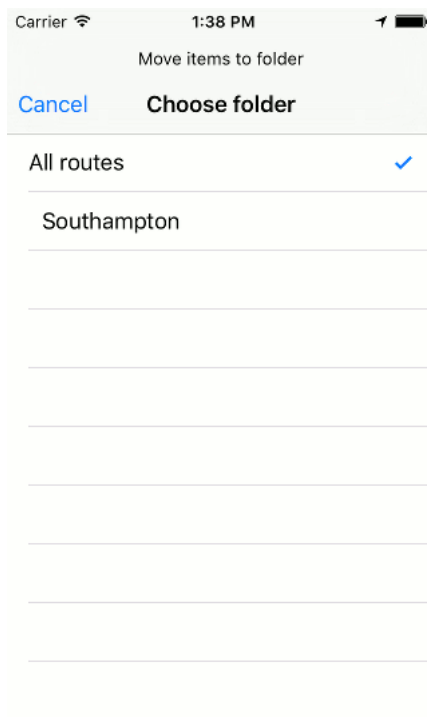 Carrier 1:38 PM
Move items to folder
Cancel Choose folder
All routes
Southampton